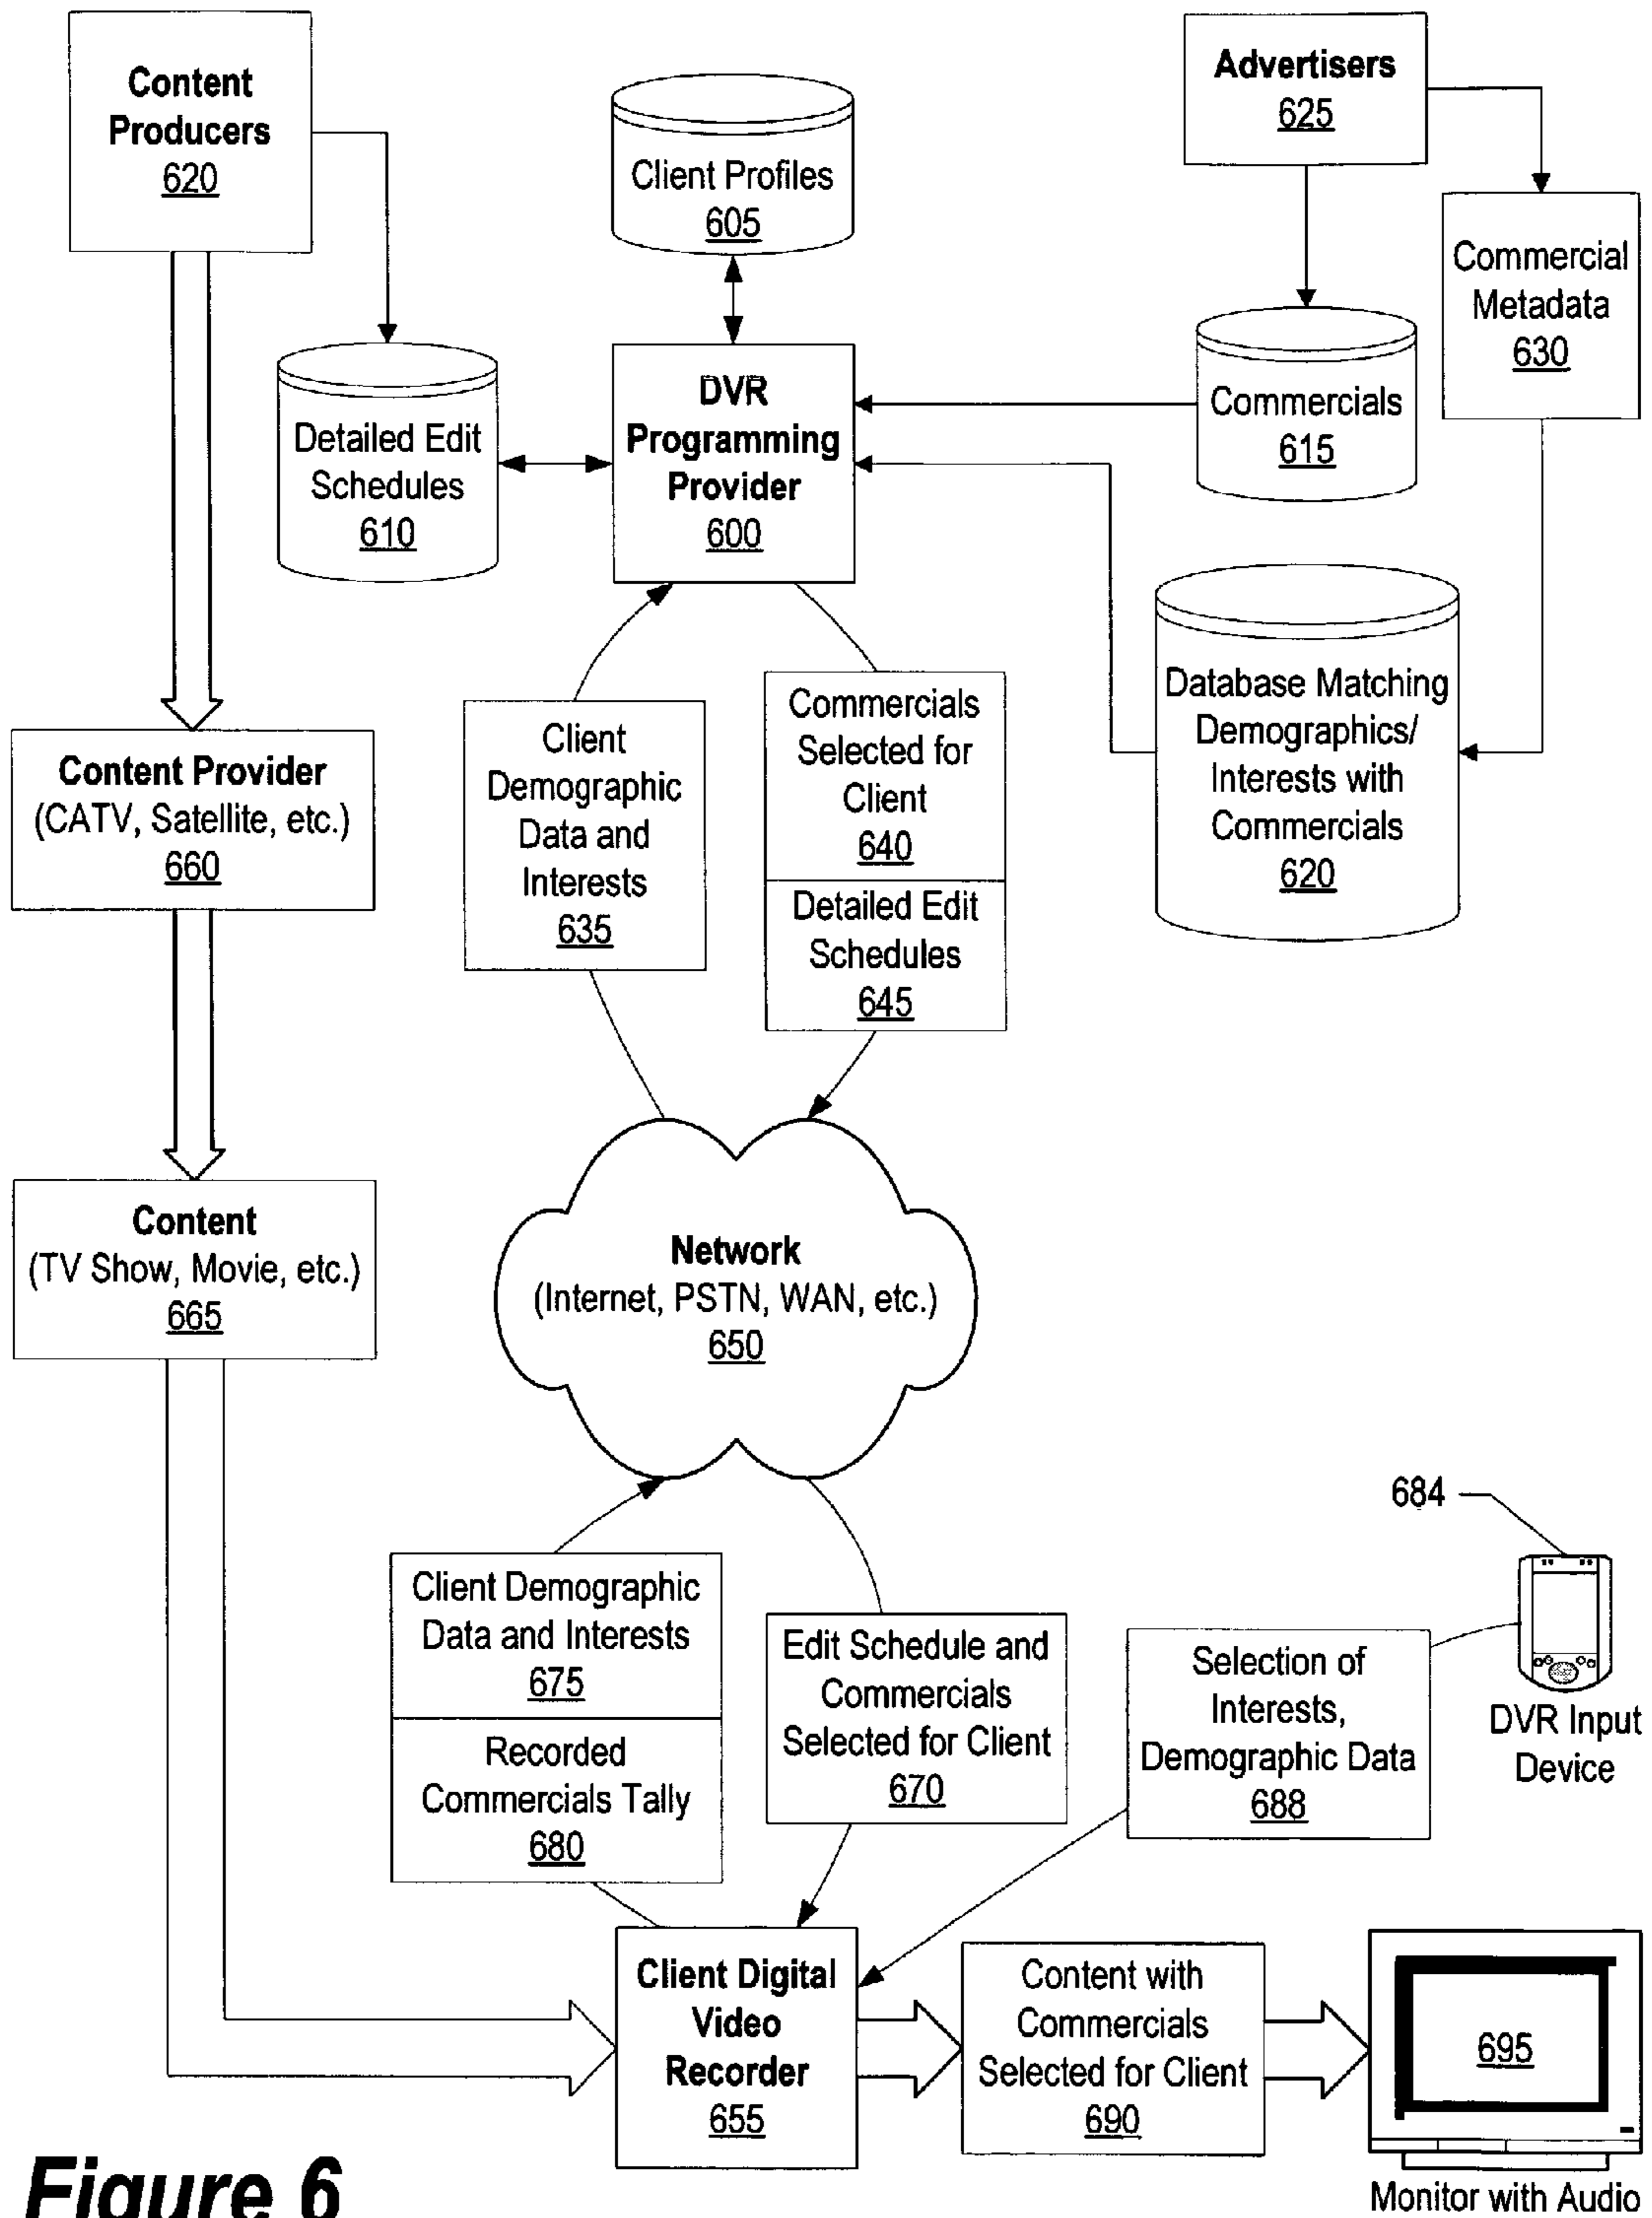 Content
Producers
620
Client Profiles
605
Advertisers
625
Commercial
Metadata
630
Detailed Edit
Schedules
610
DVR
Programming
Provider
600
Commercials
615
Database Matching
Demographics/
Interests with
Commercials
620
Content Provider
(CATV, Satellite, etc.)
660
Client
Demographic
Data and
Interests
635
Commercials
Selected for
Client
640
Detailed Edit
Schedules
645
Content
(TV Show, Movie, etc.)
665
Network
(Internet, PSTN, WAN, etc.)
650
684
DVR Input
Device
Client Demographic
Data and Interests
675
Recorded
Commercials Tally
680
Edit Schedule and
Commercials
Selected for Client
670
Selection of
Interests,
Demographic Data
688
Client Digital
Video
Recorder
655
Content with
Commercials
Selected for Client
690
695
Monitor with Audio
Figure 6